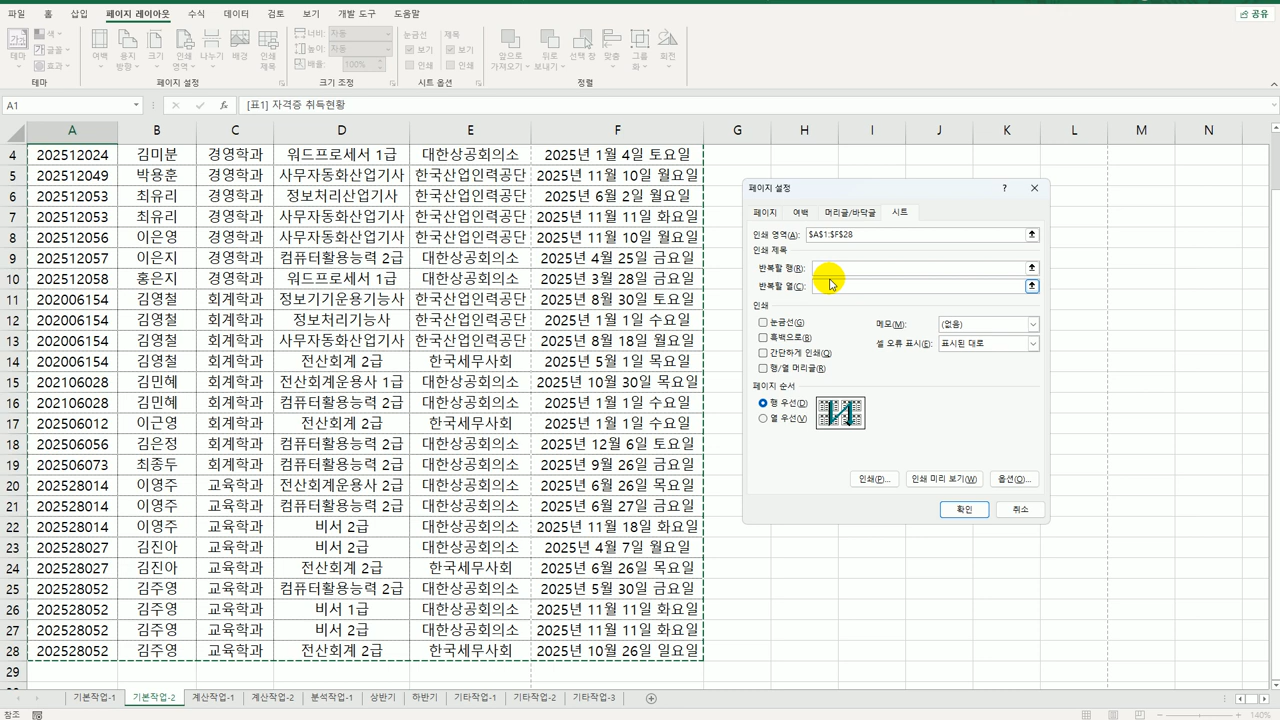 파일 홈 삽입 페이지 레이아웃 수식 데이터 검토 보기 개발 도구 도움말 공유
가가 테마 색 글꼴 효과 여백 용지 방향 크기 인쇄 영역 나누기 배경 인쇄 제목 너비: 자동 높이: 자동 배율: 100% 눈금선 보기 인쇄 제목 보기 인쇄 앞으로 가져오기 뒤로 보내기 선택 창 맞춤 그룹화 회전
테마 페이지 설정 크기 조정 시트 옵션 정렬
A1 fx [표1] 자격증 취득현황
A B C D E F G H I J K L M N
4 202512024 김미분 경영학과 워드프로세서 1급 대한상공회의소 2025년 1월 4일 토요일
5 202512049 박용훈 경영학과 사무자동화산업기사 한국산업인력공단 2025년 11월 10일 월요일
6 202512053 최유리 경영학과 정보처리산업기사 한국산업인력공단 2025년 6월 2일 월요일
7 202512053 최유리 경영학과 사무자동화산업기사 한국산업인력공단 2025년 11월 11일 화요일
8 202512056 이은영 경영학과 사무자동화산업기사 한국산업인력공단 2025년 11월 10일 월요일
9 202512057 이은지 경영학과 컴퓨터활용능력 2급 대한상공회의소 2025년 4월 25일 금요일
10 202512058 홍은지 경영학과 워드프로세서 1급 대한상공회의소 2025년 3월 28일 금요일
11 202006154 김영철 회계학과 정보기기운용기능사 한국산업인력공단 2025년 8월 30일 토요일
12 202006154 김영철 회계학과 정보처리기능사 한국산업인력공단 2025년 1월 1일 수요일
13 202006154 김영철 회계학과 사무자동화산업기사 한국산업인력공단 2025년 8월 18일 월요일
14 202006154 김영철 회계학과 전산회계 2급 한국세무사회 2025년 5월 1일 목요일
15 202106028 김민혜 회계학과 전산회계운용사 1급 대한상공회의소 2025년 10월 30일 목요일
16 202106028 김민혜 회계학과 컴퓨터활용능력 2급 대한상공회의소 2025년 1월 1일 수요일
17 202506012 이근영 회계학과 전산회계 2급 한국세무사회 2025년 1월 1일 수요일
18 202506056 김은정 회계학과 컴퓨터활용능력 2급 대한상공회의소 2025년 12월 6일 토요일
19 202506073 최종두 회계학과 컴퓨터활용능력 2급 대한상공회의소 2025년 9월 26일 금요일
20 202528014 이영주 교육학과 전산회계운용사 2급 대한상공회의소 2025년 6월 26일 목요일
21 202528014 이영주 교육학과 컴퓨터활용능력 2급 대한상공회의소 2025년 6월 27일 금요일
22 202528014 이영주 교육학과 비서 2급 대한상공회의소 2025년 11월 18일 화요일
23 202528027 김진아 교육학과 비서 2급 대한상공회의소 2025년 4월 7일 월요일
24 202528027 김진아 교육학과 전산회계 2급 한국세무사회 2025년 6월 26일 목요일
25 202528052 김주영 교육학과 컴퓨터활용능력 2급 대한상공회의소 2025년 5월 30일 금요일
26 202528052 김주영 교육학과 비서 1급 대한상공회의소 2025년 11월 11일 화요일
27 202528052 김주영 교육학과 비서 2급 대한상공회의소 2025년 11월 11일 화요일
28 202528052 김주영 교육학과 전산회계 2급 한국세무사회 2025년 10월 26일 일요일
29
페이지 설정 ?
페이지 여백 머리글/바닥글 시트
인쇄 영역(A): $A$1:$F$28
인쇄 제목
반복할 행(R):
반복할 열(C):
인쇄
눈금선(G) 메모(M): (없음)
흑백으로(B) 셀 오류 표시(E): 표시된 대로
간단하게 인쇄(Q)
행/열 머리글(R)
페이지 순서
행 우선(D)
열 우선(V)
인쇄(P)... 인쇄 미리 보기(W) 옵션(O)...
확인 취소
기본작업-1 기본작업-2 계산작업-1 계산작업-2 분석작업-1 상반기 하반기 기타작업-1 기타작업-2 기타작업-3
참조 140%